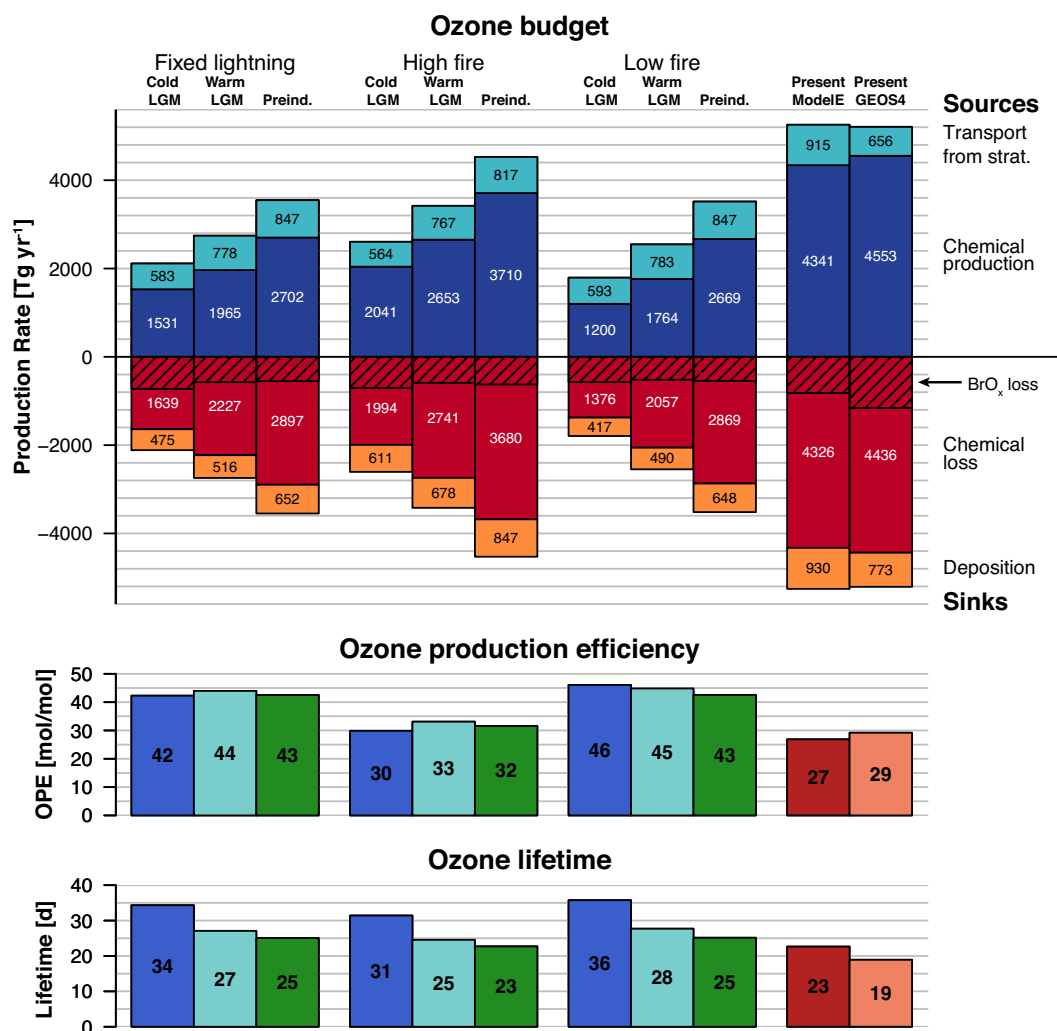 Ozone budget
Fixed lightning
High fire
Low fire
Cold LGM
Warm LGM
Preind.
Cold LGM
Warm LGM
Preind.
Cold LGM
Warm LGM
Preind.
Present ModelE
Present GEOS4
Sources
Transport
from strat.
Chemical
production
BrOx loss
Chemical
loss
Deposition
Sinks
Production Rate [Tg yr¹]
4000
2000
0
−2000
−4000
583 778 847 564 767 817 593 783 847 915 656
1531 1965 2702 2041 2653 3710 1200 1764 2669 4341 4553
1639 2227 2897 1994 2741 3680 1376 2057 2869 4326 4436
475 516 652 611 678 847 417 490 648 930 773
Ozone production efficiency
OPE [mol/mol]
50
40
30
20
10
0
42 44 43 30 33 32 46 45 43 27 29
Ozone lifetime
Lifetime [d]
40
30
20
10
0
34 27 25 31 25 23 36 28 25 23 19